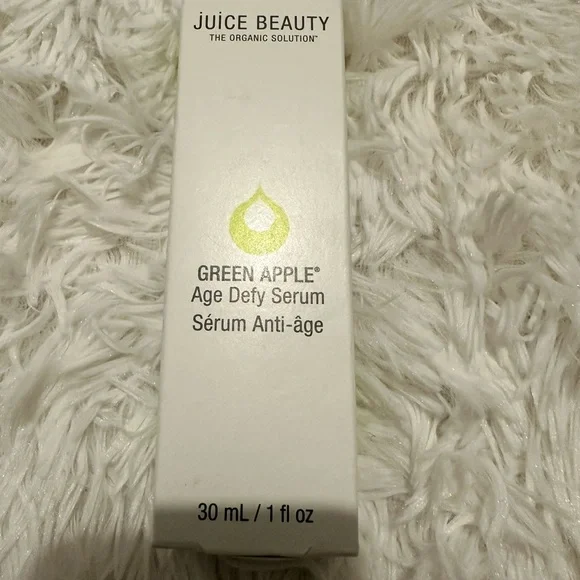 juice BEAUTY
THE ORGANIC SOLUTION™
GREEN APPLE®
Age Defy Serum
Sérum Anti-âge
30 mL / 1 fl oz